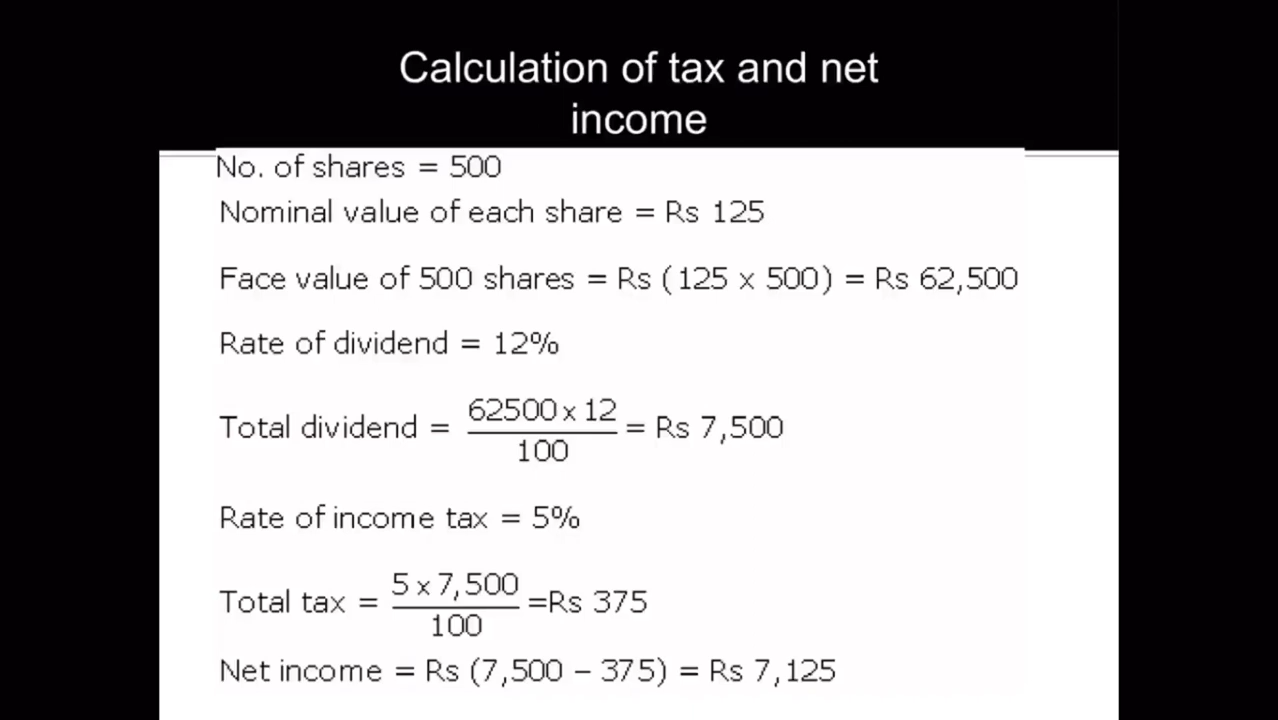 Calculation of tax and net
income
No. of shares = 500
Nominal value of each share = Rs 125
Face value of 500 shares = Rs (125 x 500) = Rs 62,500
Rate of dividend = 12%
Total dividend = 62500 x 12 / 100 = Rs 7,500
Rate of income tax = 5%
Total tax = 5 x 7,500 / 100 =Rs 375
Net income = Rs (7,500 – 375) = Rs 7,125